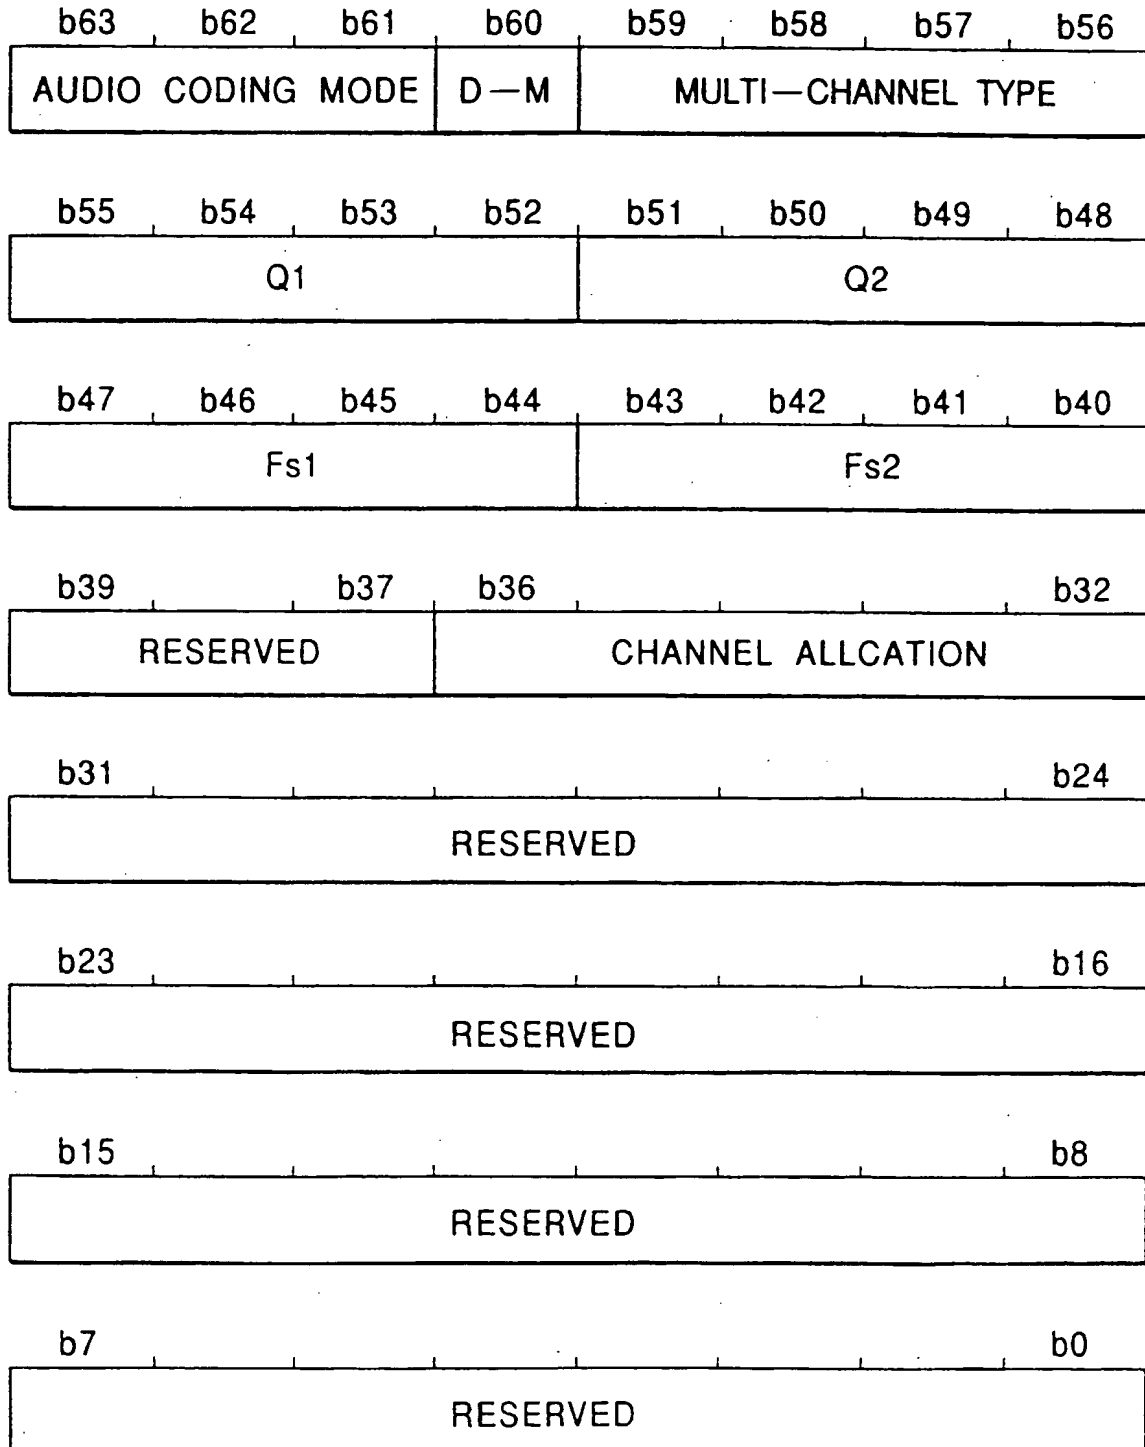 b63 b62 b61 b60 b59 b58 b57 b56
AUDIO CODING MODE D-M MULTI-CHANNEL TYPE
b55 b54 b53 b52 b51 b50 b49 b48
Q1 Q2
b47 b46 b45 b44 b43 b42 b41 b40
Fs1 Fs2
b39 b37 b36 b32
RESERVED CHANNEL ALLCATION
b31 b24
RESERVED
b23 b16
RESERVED
b15 b8
RESERVED
b7 b0
RESERVED